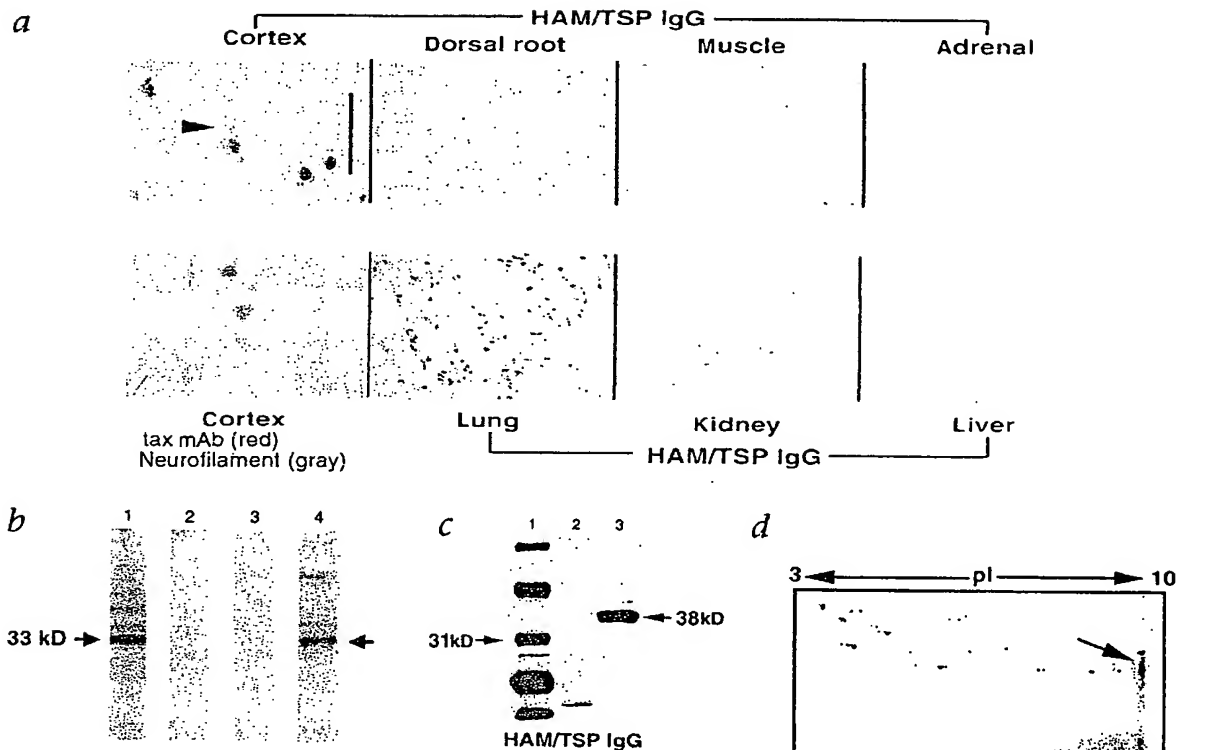 a
HAM/TSP IgG
Cortex Dorsal root Muscle Adrenal
Cortex Lung Kidney Liver
tax mAb (red)
Neurofilament (gray)
HAM/TSP IgG
b
1 2 3 4
33 kD
c
1 2 3
31kD
38kD
HAM/TSP IgG
d
3 pI 10